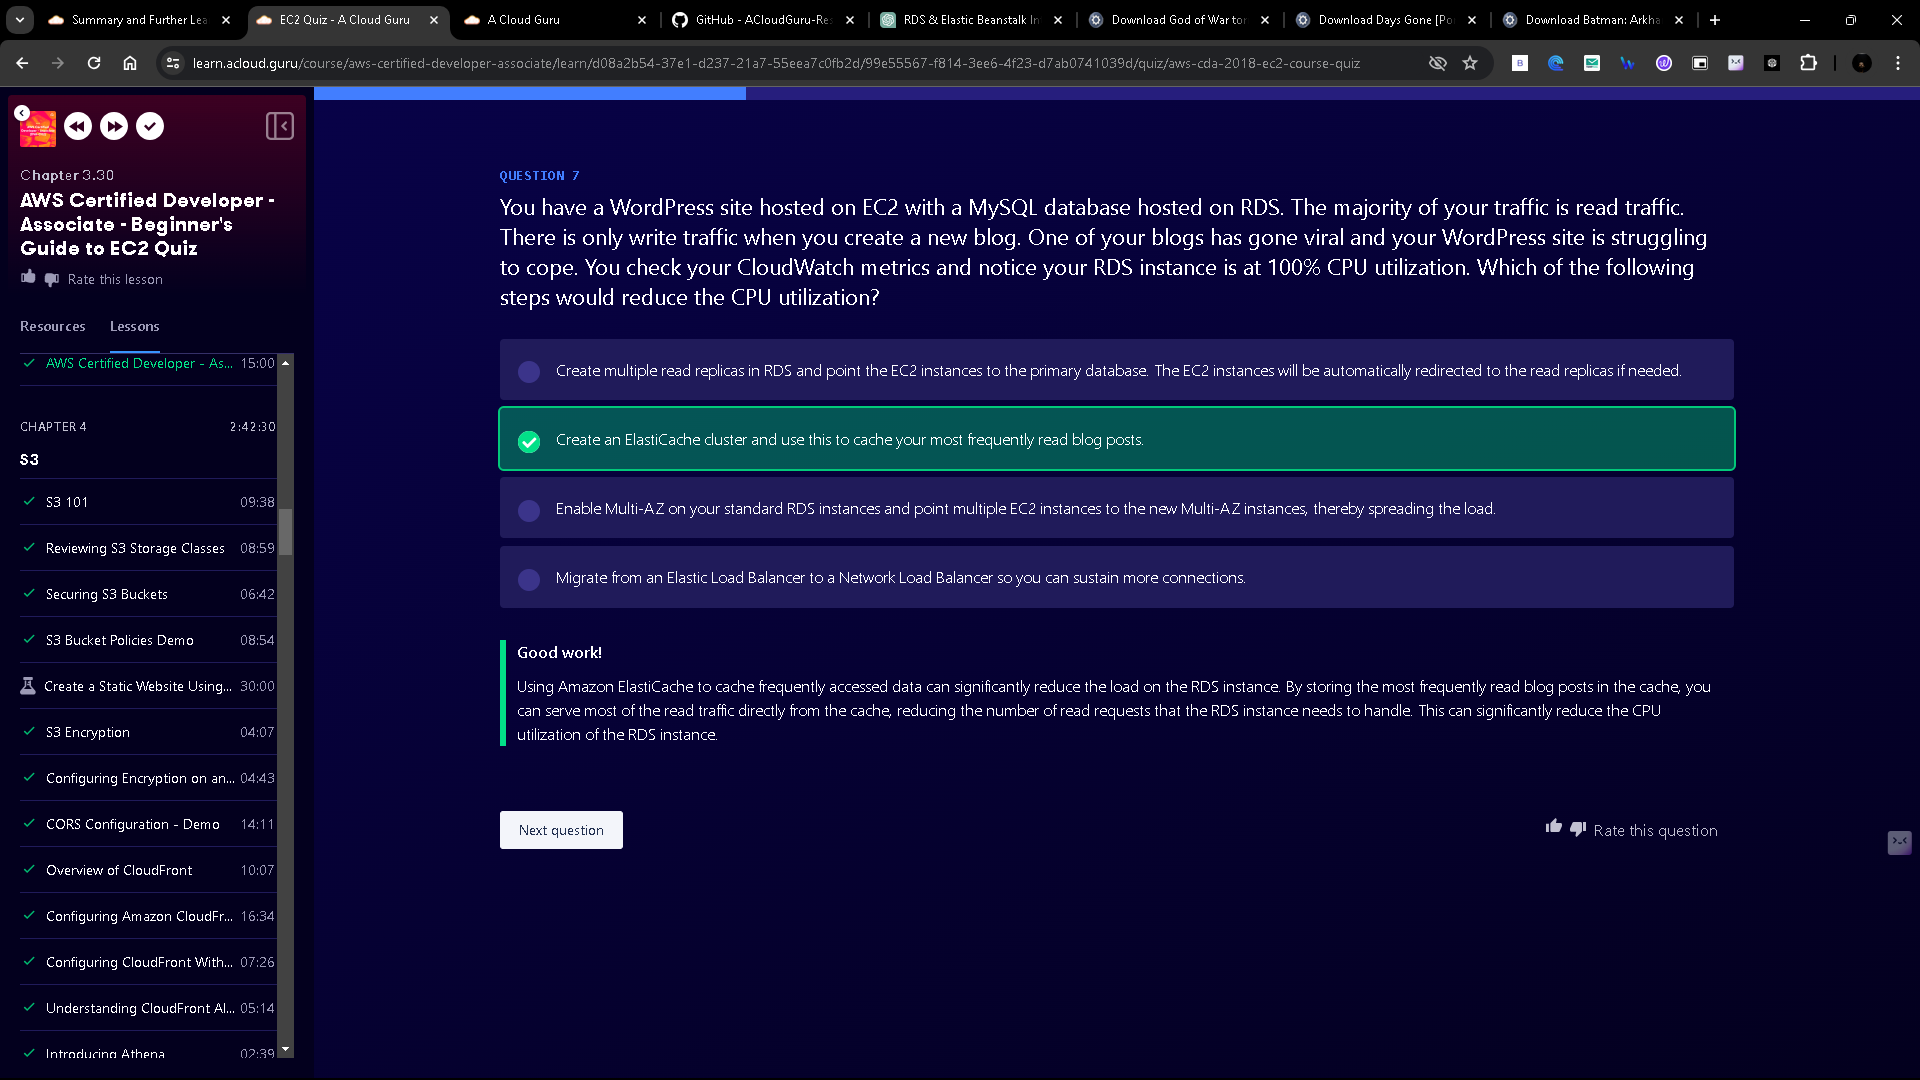 Summary and Further Lea
EC2 Quiz - A Cloud Guru
A Cloud Guru
GitHub - ACloudGuru-Res
RDS & Elastic Beanstalk In
Download God of War tor
Download Days Gone [Po
Download Batman: Arkha
learn.acloud.guru/course/aws-certified-developer-associate/learn/d08a2b54-37e1-d237-21a7-55eea7c0fb2d/99e55567-f814-3ee6-4f23-d7ab0741039d/quiz/aws-cda-2018-ec2-course-quiz
Chapter 3.30
AWS Certified Developer -
Associate - Beginner's
Guide to EC2 Quiz
Rate this lesson
Resources
Lessons
AWS Certified Developer - As... 15:00
CHAPTER 4 2:42:30
S3
S3 101 09:38
Reviewing S3 Storage Classes 08:59
Securing S3 Buckets 06:42
S3 Bucket Policies Demo 08:54
Create a Static Website Using... 30:00
S3 Encryption 04:07
Configuring Encryption on an... 04:43
CORS Configuration - Demo 14:11
Overview of CloudFront 10:07
Configuring Amazon CloudFr... 16:34
Configuring CloudFront With... 07:26
Understanding CloudFront Al... 05:14
Introducing Athena 02:39
QUESTION 7
You have a WordPress site hosted on EC2 with a MySQL database hosted on RDS. The majority of your traffic is read traffic.
There is only write traffic when you create a new blog. One of your blogs has gone viral and your WordPress site is struggling
to cope. You check your CloudWatch metrics and notice your RDS instance is at 100% CPU utilization. Which of the following
steps would reduce the CPU utilization?
Create multiple read replicas in RDS and point the EC2 instances to the primary database. The EC2 instances will be automatically redirected to the read replicas if needed.
Create an ElastiCache cluster and use this to cache your most frequently read blog posts.
Enable Multi-AZ on your standard RDS instances and point multiple EC2 instances to the new Multi-AZ instances, thereby spreading the load.
Migrate from an Elastic Load Balancer to a Network Load Balancer so you can sustain more connections.
Good work!
Using Amazon ElastiCache to cache frequently accessed data can significantly reduce the load on the RDS instance. By storing the most frequently read blog posts in the cache, you
can serve most of the read traffic directly from the cache, reducing the number of read requests that the RDS instance needs to handle. This can significantly reduce the CPU
utilization of the RDS instance.
Next question
Rate this question